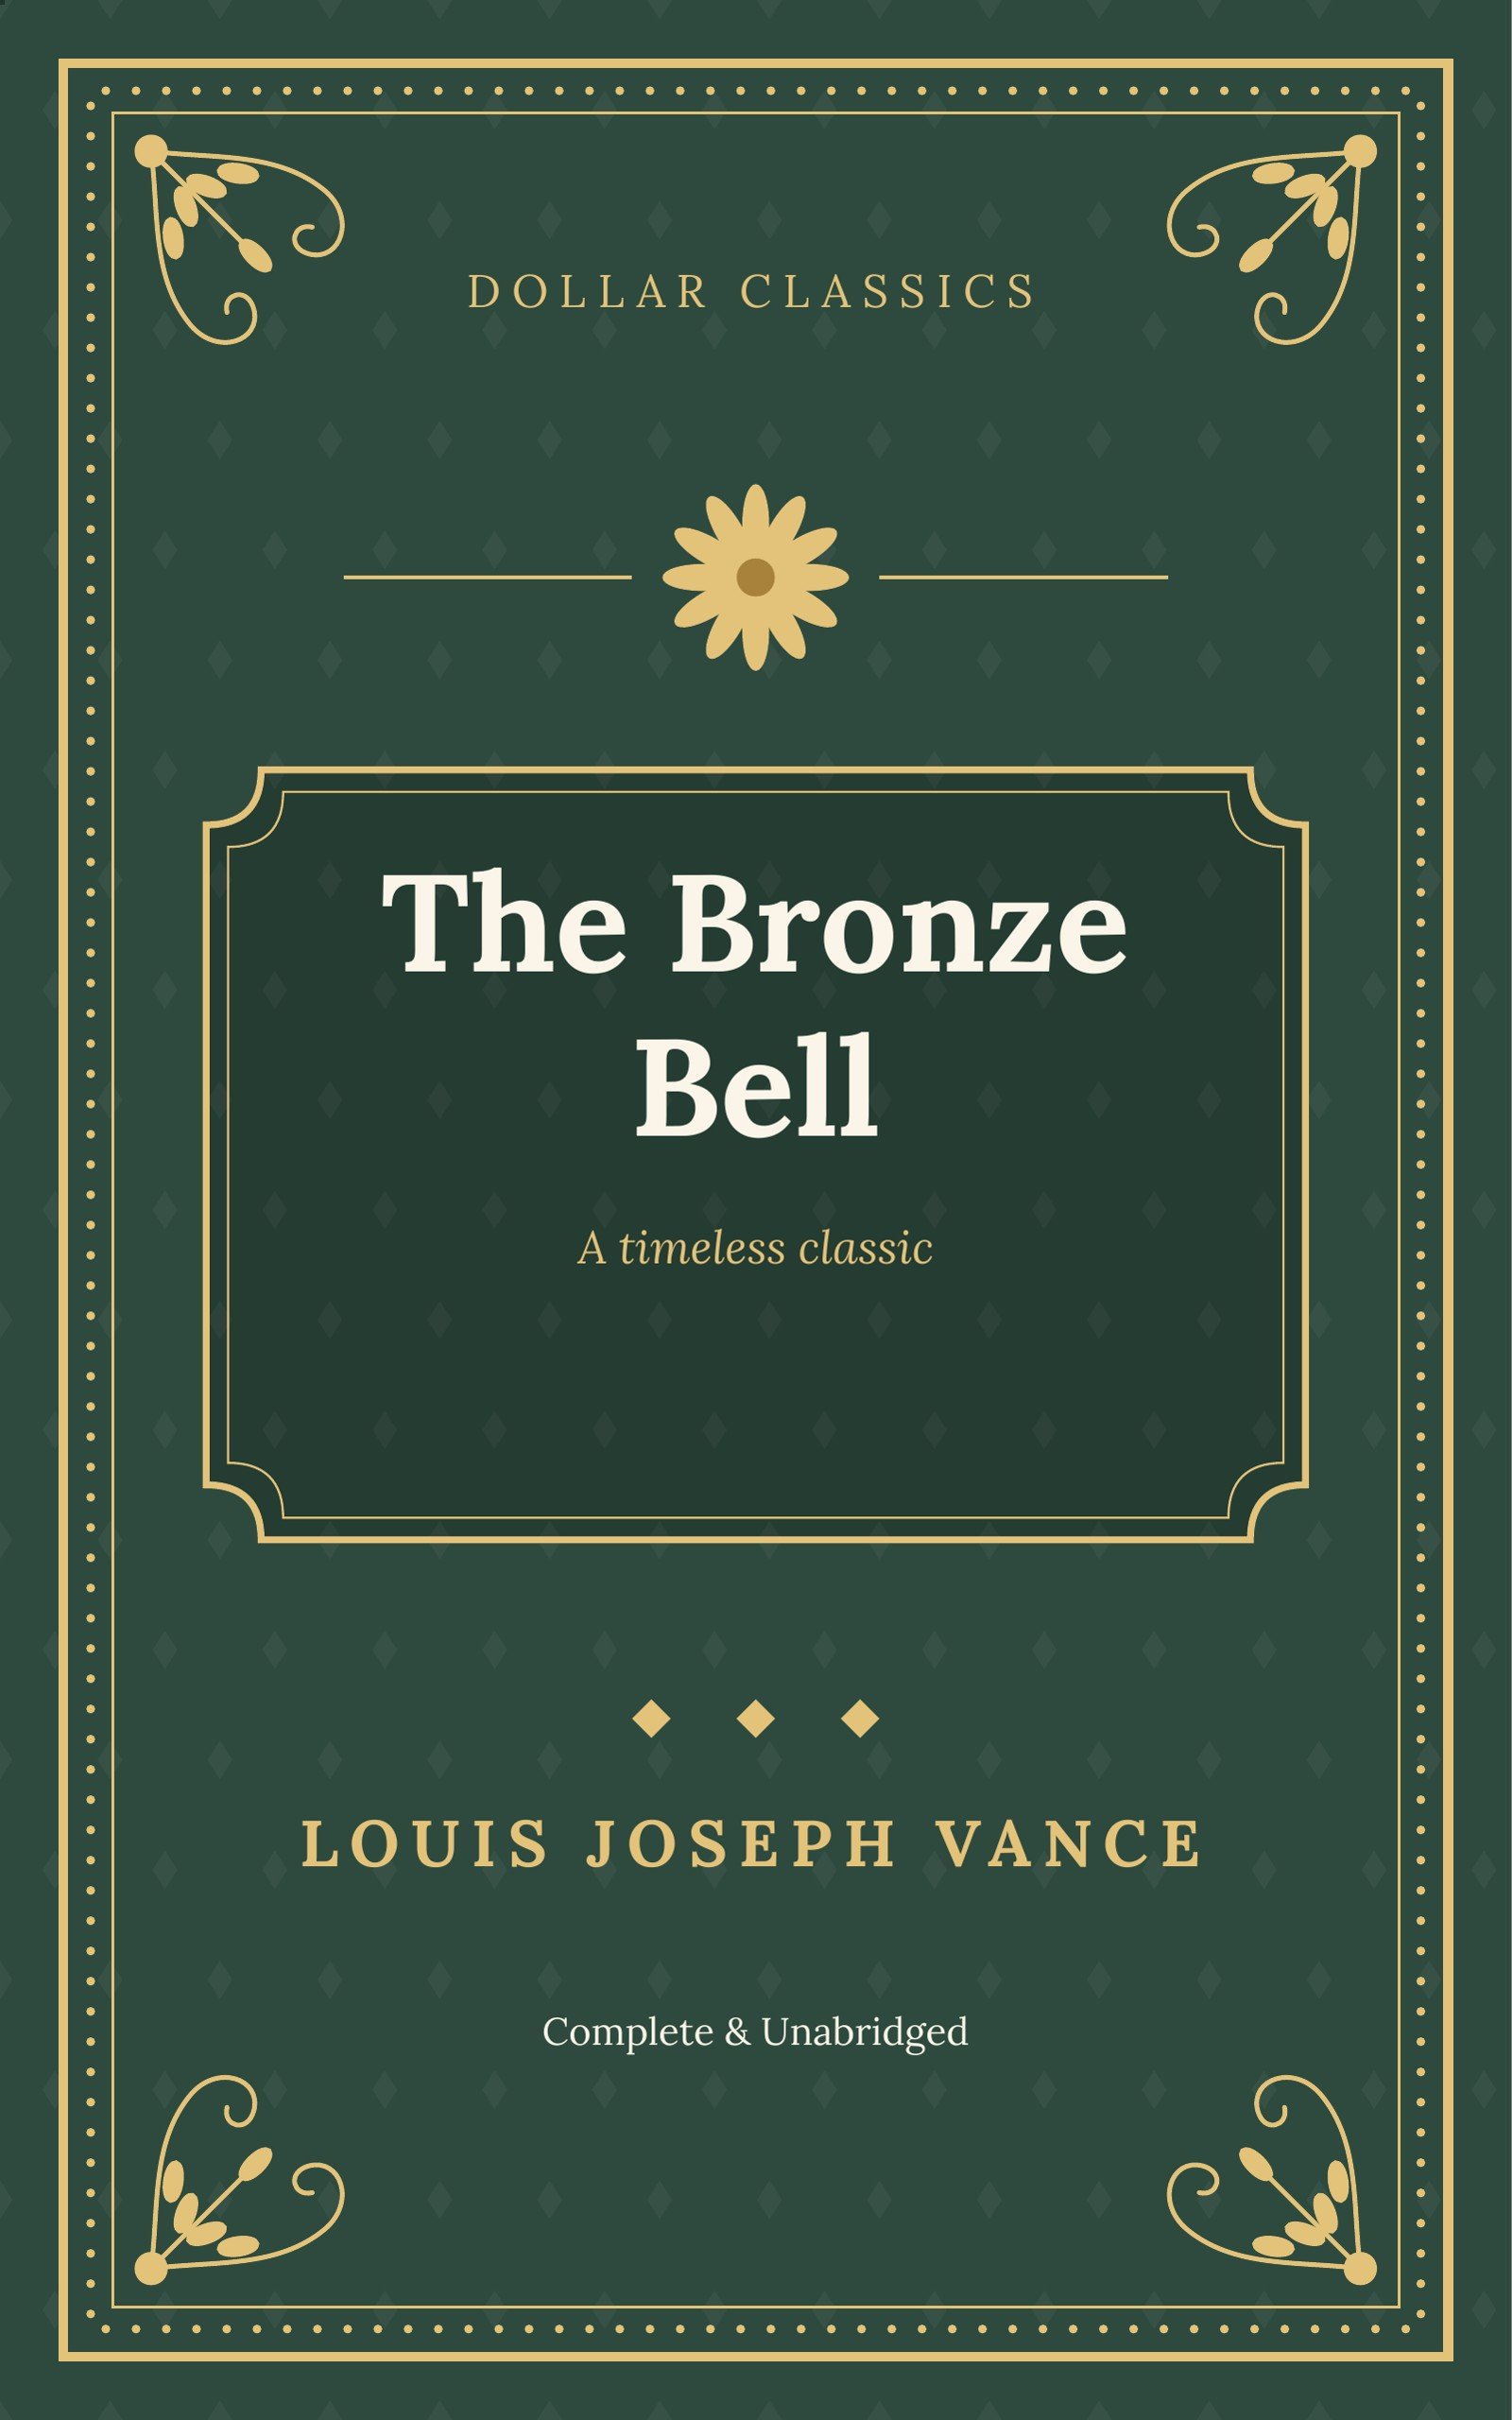 DOLLAR CLASSICS
The Bronze
Bell
A timeless classic
LOUIS JOSEPH VANCE
Complete & Unabridged